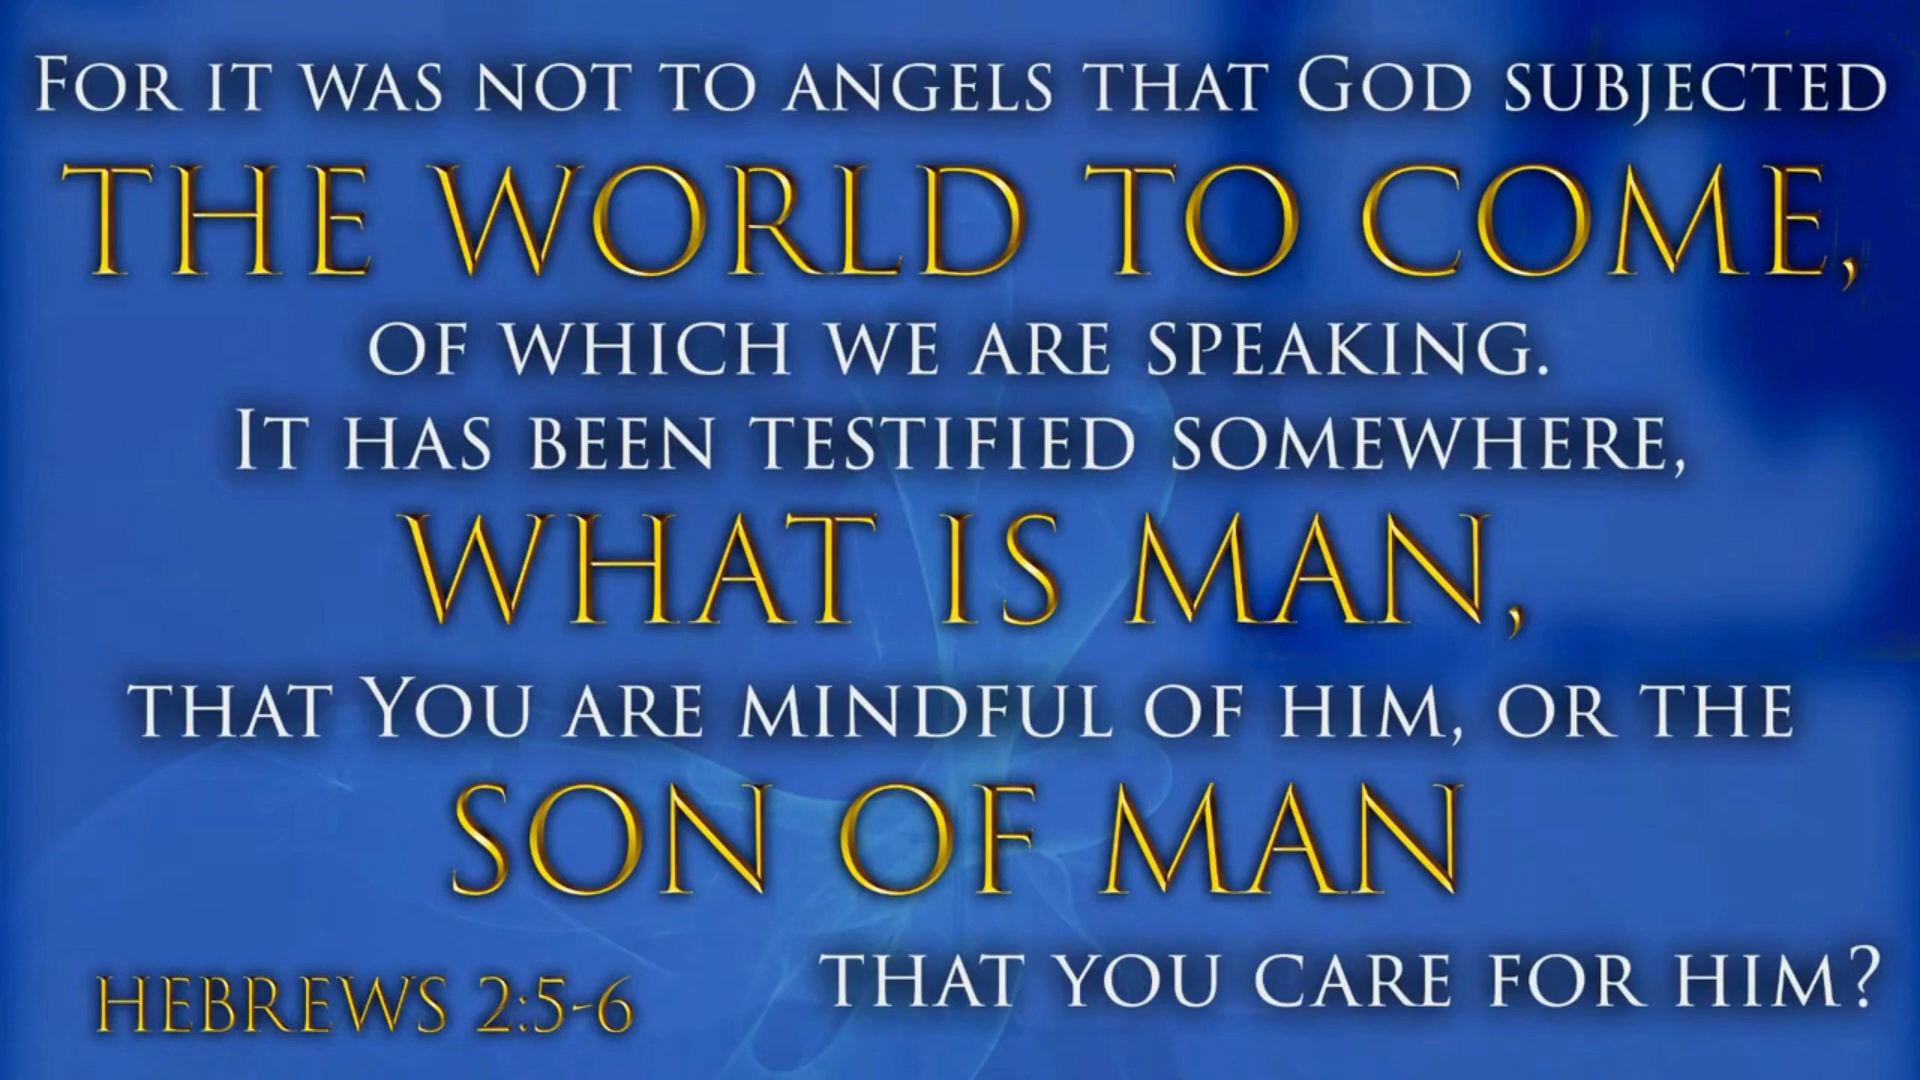 For it was not to angels that God subjected
THE WORLD TO COME,
of which we are speaking.
It has been testified somewhere,
WHAT IS MAN,
that You are mindful of him, or the
SON OF MAN
that you care for him?
HEBREWS 2:5-6